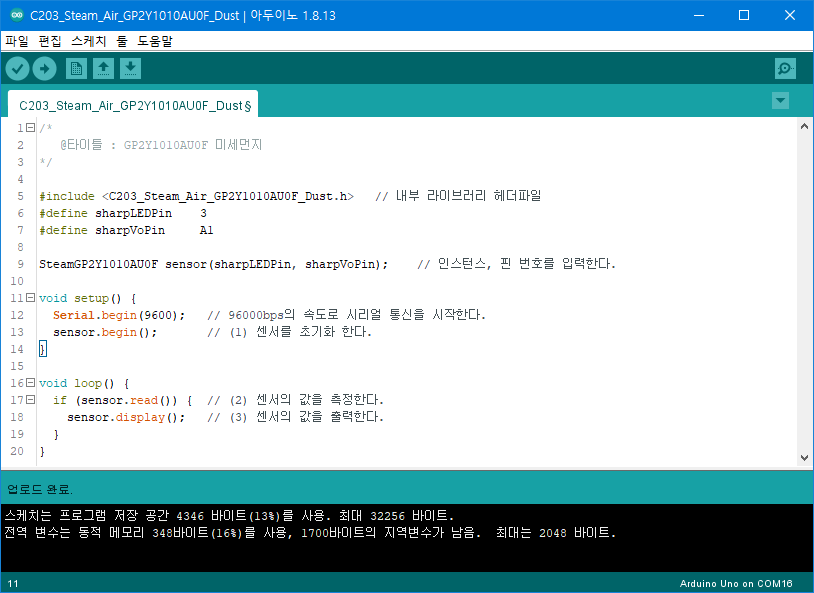 C203_Steam_Air_GP2Y1010AU0F_Dust | 아두이노 1.8.13
파일 편집 스케치 툴 도움말
C203_Steam_Air_GP2Y1010AU0F_Dust §
1 /*
2 @타이틀 : GP2Y1010AU0F 미세먼지
3 */
4
5 #include <C203_Steam_Air_GP2Y1010AU0F_Dust.h> // 내부 라이브러리 헤더파일
6 #define sharpLEDPin 3
7 #define sharpVoPin A1
8
9 SteamGP2Y1010AU0F sensor(sharpLEDPin, sharpVoPin); // 인스턴스, 핀 번호를 입력한다.
10
11 void setup() {
12 Serial.begin(9600); // 96000bps의 속도로 시리얼 통신을 시작한다.
13 sensor.begin(); // (1) 센서를 초기화 한다.
14 }
15
16 void loop() {
17 if (sensor.read()) { // (2) 센서의 값을 측정한다.
18 sensor.display(); // (3) 센서의 값을 출력한다.
19 }
20 }
업로드 완료.
스케치는 프로그램 저장 공간 4346 바이트(13%)를 사용. 최대 32256 바이트.
전역 변수는 동적 메모리 348바이트(16%)를 사용, 1700바이트의 지역변수가 남음. 최대는 2048 바이트.
11 Arduino Uno on COM16